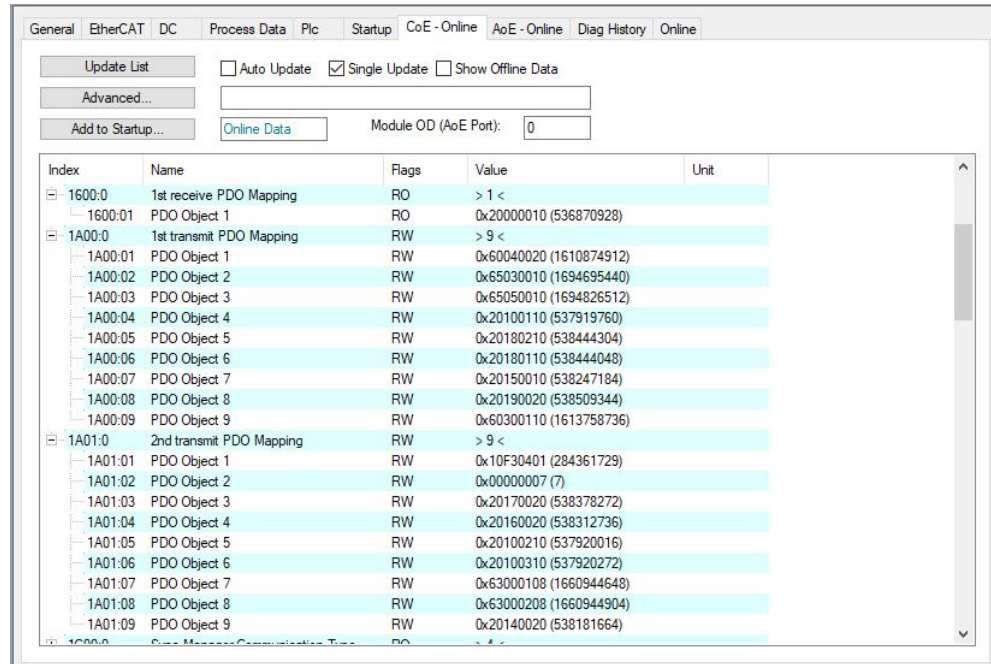 General EtherCAT DC Process Data Plc Startup CoE - Online AoE - Online Diag History Online
Update List Auto Update Single Update Show Offline Data
Advanced...
Add to Startup... Online Data Module OD (AoE Port): 0
Index Name Flags Value Unit
1600:0 1st receive PDO Mapping RO > 1 <
1600:01 PDO Object 1 RO 0x20000010 (536870928)
1A00:0 1st transmit PDO Mapping RW > 9 <
1A00:01 PDO Object 1 RW 0x60040020 (1610874912)
1A00:02 PDO Object 2 RW 0x65030010 (1694695440)
1A00:03 PDO Object 3 RW 0x65050010 (1694826512)
1A00:04 PDO Object 4 RW 0x20100110 (537919760)
1A00:05 PDO Object 5 RW 0x20180210 (538444304)
1A00:06 PDO Object 6 RW 0x20180110 (538444048)
1A00:07 PDO Object 7 RW 0x20150010 (538247184)
1A00:08 PDO Object 8 RW 0x20190020 (538509344)
1A00:09 PDO Object 9 RW 0x60300110 (1613758736)
1A01:0 2nd transmit PDO Mapping RW > 9 <
1A01:01 PDO Object 1 RW 0x10F30401 (284361729)
1A01:02 PDO Object 2 RW 0x00000007 (7)
1A01:03 PDO Object 3 RW 0x20170020 (538378272)
1A01:04 PDO Object 4 RW 0x20160020 (538312736)
1A01:05 PDO Object 5 RW 0x20100210 (537920016)
1A01:06 PDO Object 6 RW 0x20100310 (537920272)
1A01:07 PDO Object 7 RW 0x63000108 (1660944648)
1A01:08 PDO Object 8 RW 0x63000208 (1660944904)
1A01:09 PDO Object 9 RW 0x20140020 (538181664)
1C00:0 Sync Manager Communication Type RO > 4 <